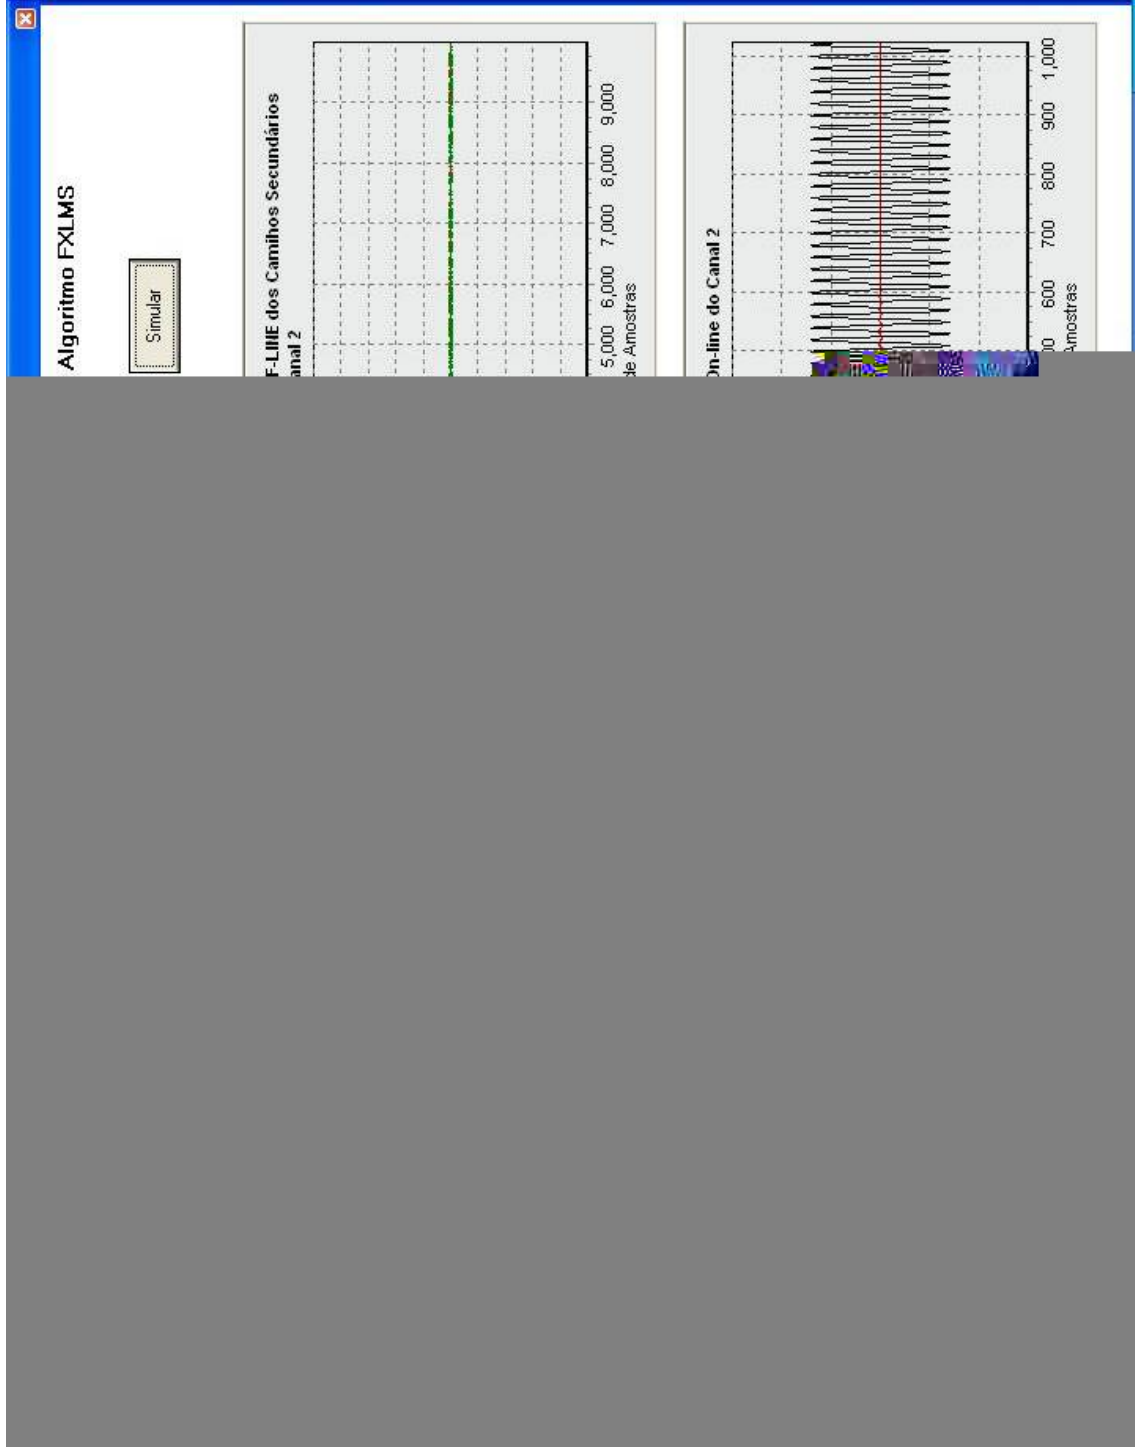 Algoritmo FXLMS
Simular
F-LINE dos Caminhos Secundários
anal 2
5,000 6,000 7,000 8,000 9,000
de Amostras
On-line do Canal 2
600 700 800 900 1,000
Amostras